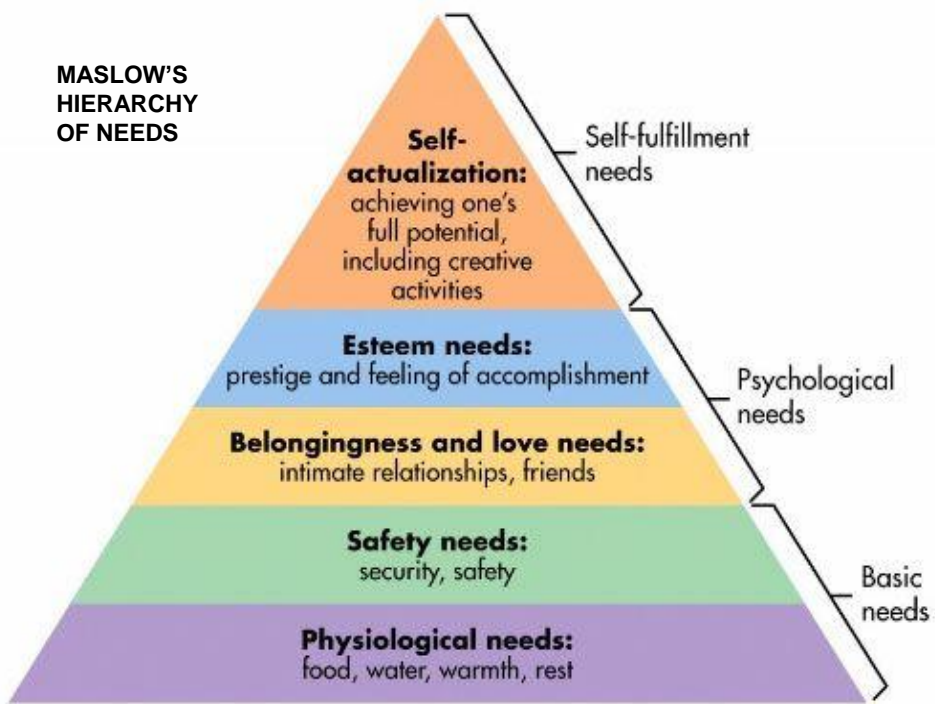 MASLOW’S
HIERARCHY
OF NEEDS
Self-
actualization:
achieving one’s
full potential,
including creative
activities
Self-fulfillment
needs
Esteem needs:
prestige and feeling of accomplishment
Psychological
needs
Belongingness and love needs:
intimate relationships, friends
Safety needs:
security, safety
Basic
needs
Physiological needs:
food, water, warmth, rest